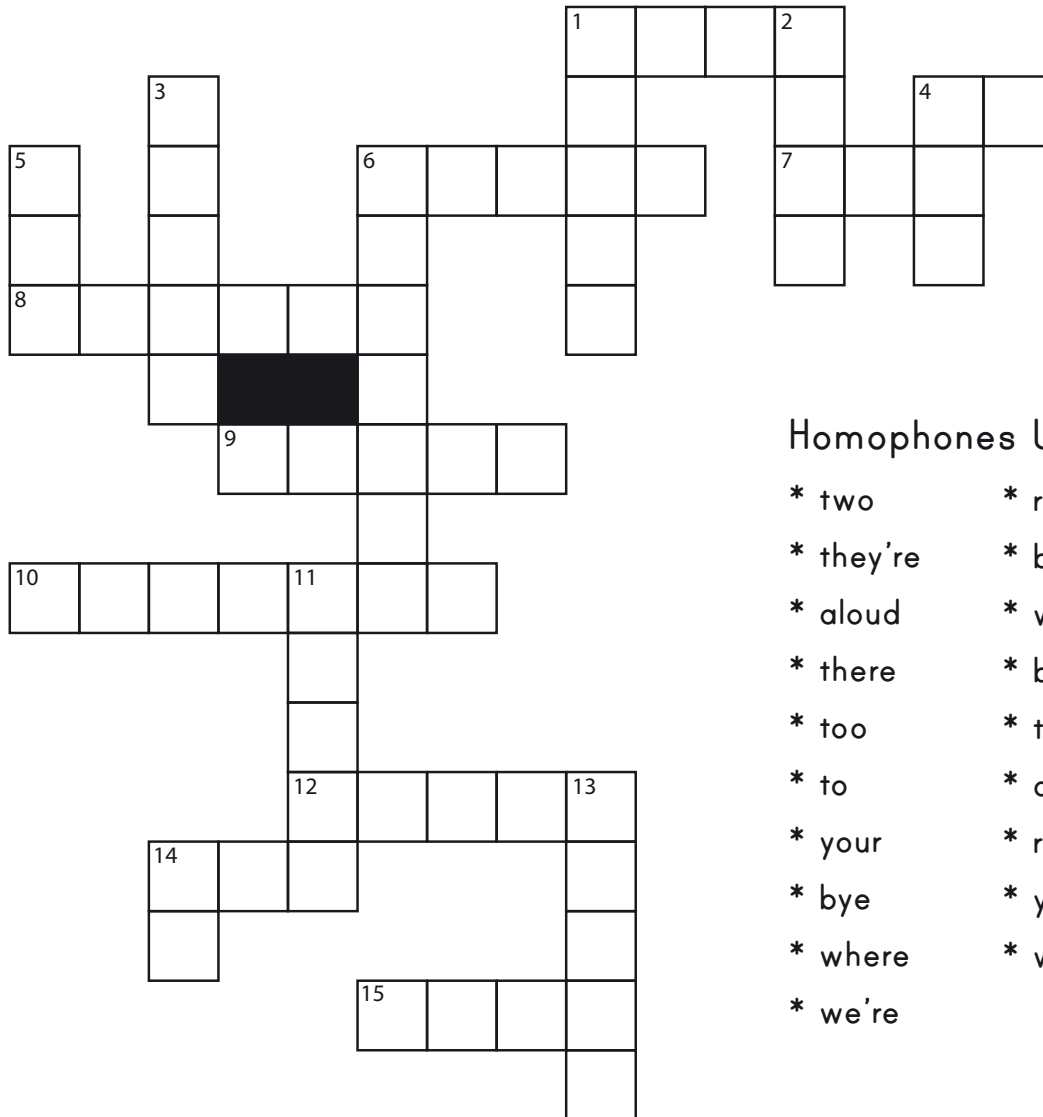 1 2
3 4
5 6 7
8
9
10 11
12 13
14
15
Homophones
* two *
* they're *
* aloud *
* there *
* too *
* to *
* your *
* bye *
* where *
* we're